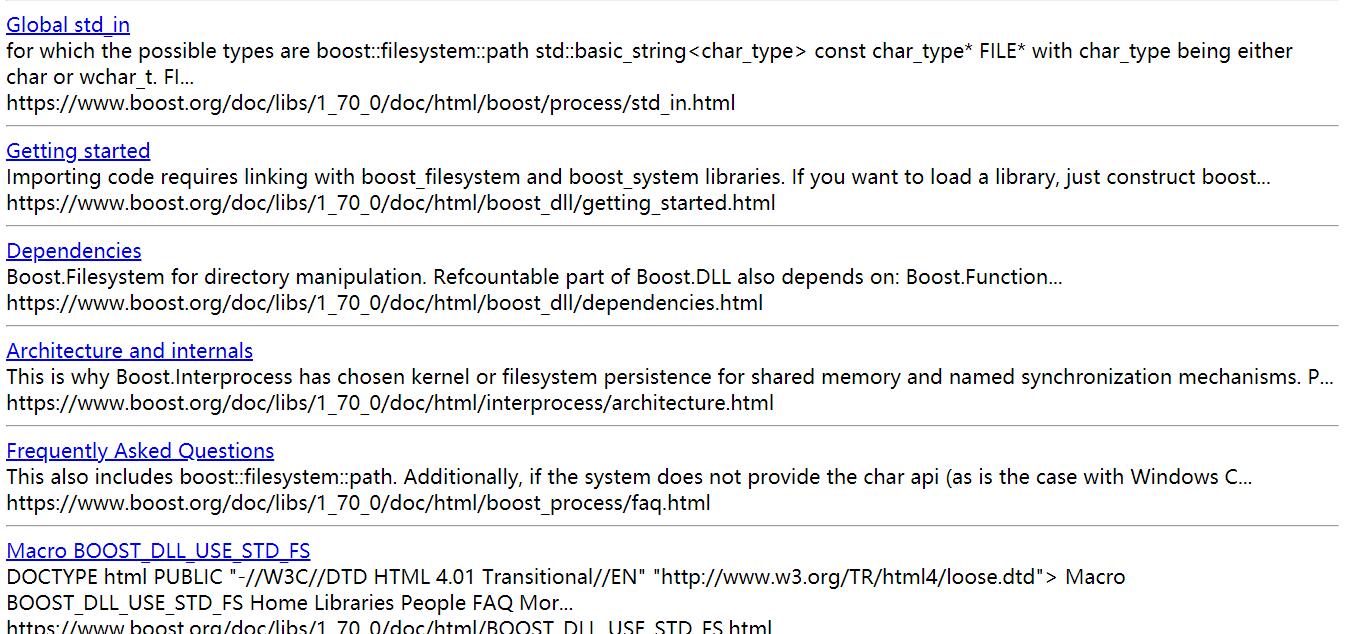 Global std_in
for which the possible types are boost::filesystem::path std::basic_string<char_type> const char_type* FILE* with char_type being either
char or wchar_t. FI...
https://www.boost.org/doc/libs/1_70_0/doc/html/boost/process/std_in.html
Getting started
Importing code requires linking with boost_filesystem and boost_system libraries. If you want to load a library, just construct boost...
https://www.boost.org/doc/libs/1_70_0/doc/html/boost_dll/getting_started.html
Dependencies
Boost.Filesystem for directory manipulation. Refcountable part of Boost.DLL also depends on: Boost.Function...
https://www.boost.org/doc/libs/1_70_0/doc/html/boost_dll/dependencies.html
Architecture and internals
This is why Boost.Interprocess has chosen kernel or filesystem persistence for shared memory and named synchronization mechanisms. P...
https://www.boost.org/doc/libs/1_70_0/doc/html/interprocess/architecture.html
Frequently Asked Questions
This also includes boost::filesystem::path. Additionally, if the system does not provide the char api (as is the case with Windows C...
https://www.boost.org/doc/libs/1_70_0/doc/html/boost_process/faq.html
Macro BOOST_DLL_USE_STD_FS
DOCTYPE html PUBLIC "-//W3C//DTD HTML 4.01 Transitional//EN" "http://www.w3.org/TR/html4/loose.dtd"> Macro
BOOST_DLL_USE_STD_FS Home Libraries People FAQ Mor...
https://www.boost.org/doc/libs/1_70_0/doc/html/BOOST_DLL_USE_STD_FS.html